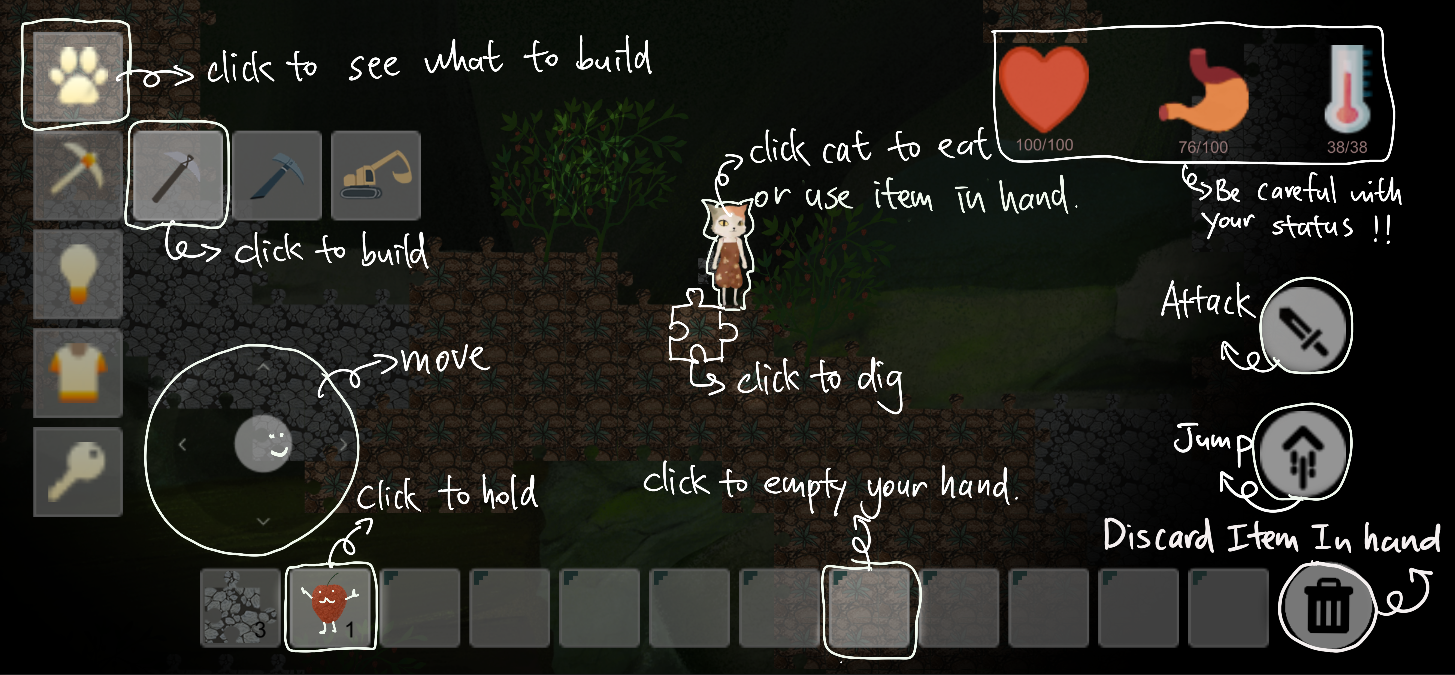 click to see what to build
100/100
76/100
38/38
click cat to eat
or use item in hand.
Be careful with
your status !!
click to build
Attack
move
click to dig
Jump
click to hold
click to empty your hand.
Discard Item In hand
3
1